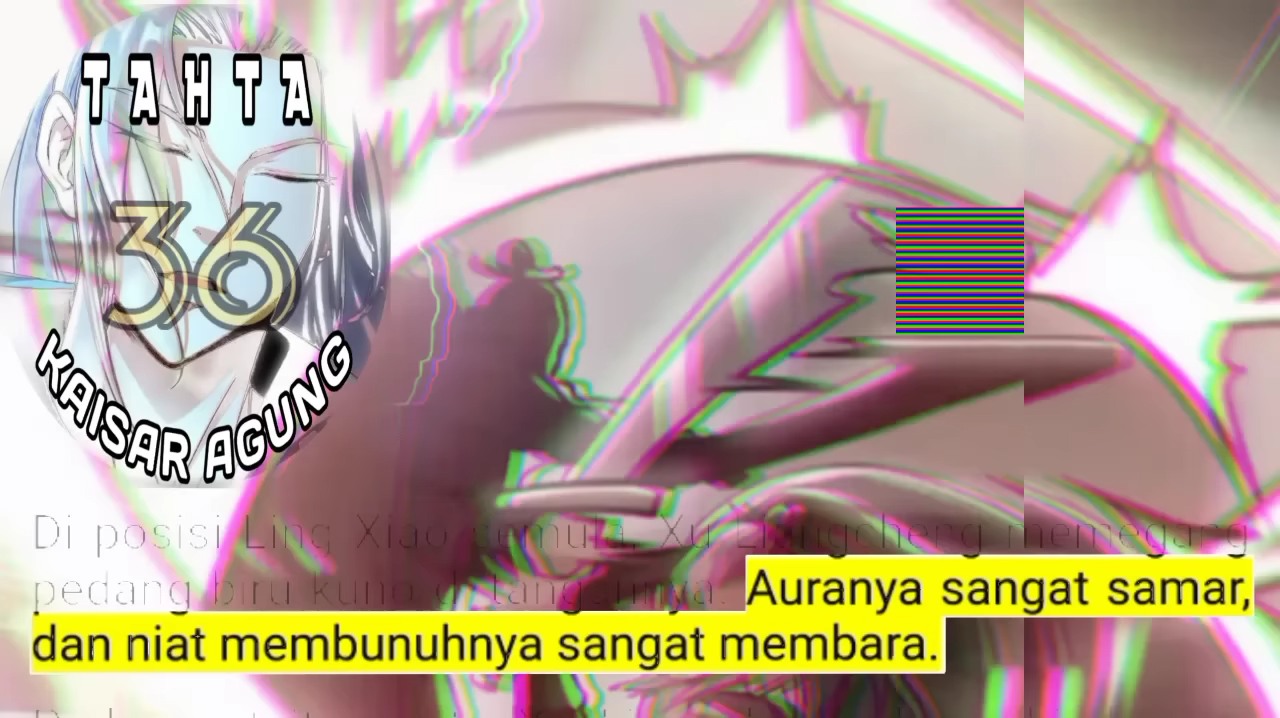 TAHTA
36
KAISAR AGUNG
Di posisi Ling Xiao semula, Xu Liangcheng memegang
pedang biru kuno di tangannya. Auranya sangat samar,
dan niat membunuhnya sangat membara.